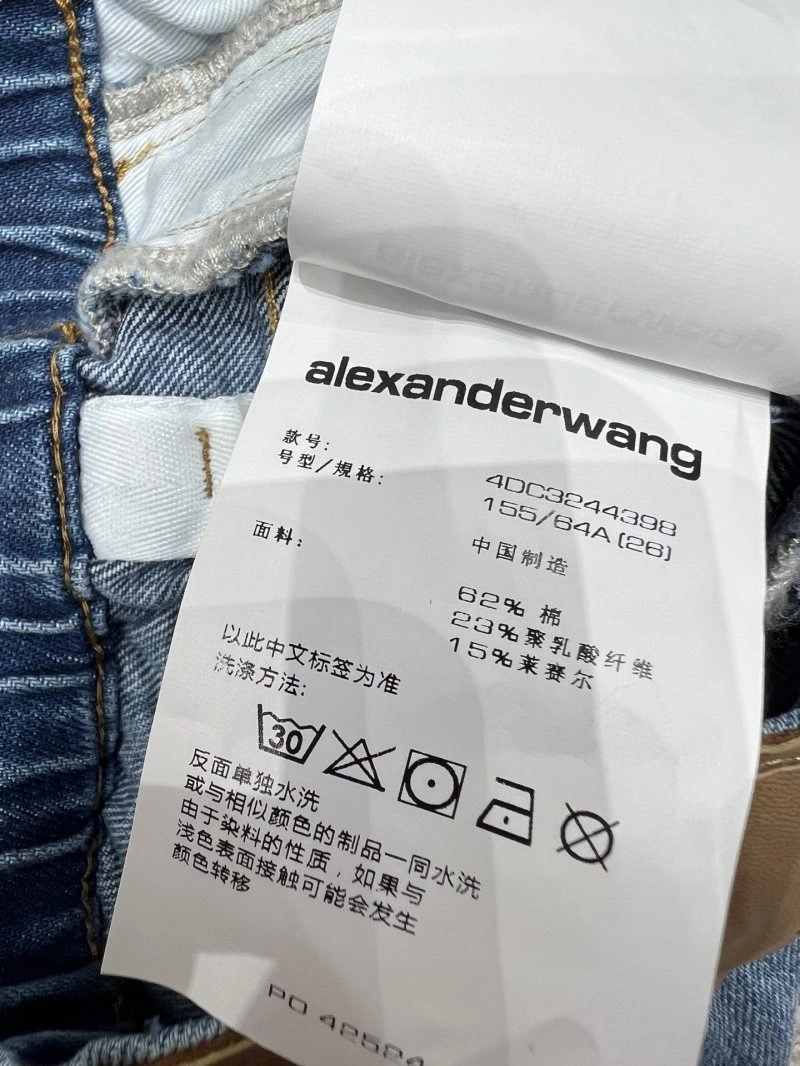 alexanderwang
款号: 4DC3244398
号型/规格: 155/64A (26)
中国制造
面料: 62% 棉
23%聚乳酸纤维
15%莱赛尔
以此中文标签为准
洗涤方法:
30
反面单独水洗
或与相似颜色的制品一同水洗
由于染料的性质，如果与
浅色表面接触可能会发生
颜色转移
PO 42524